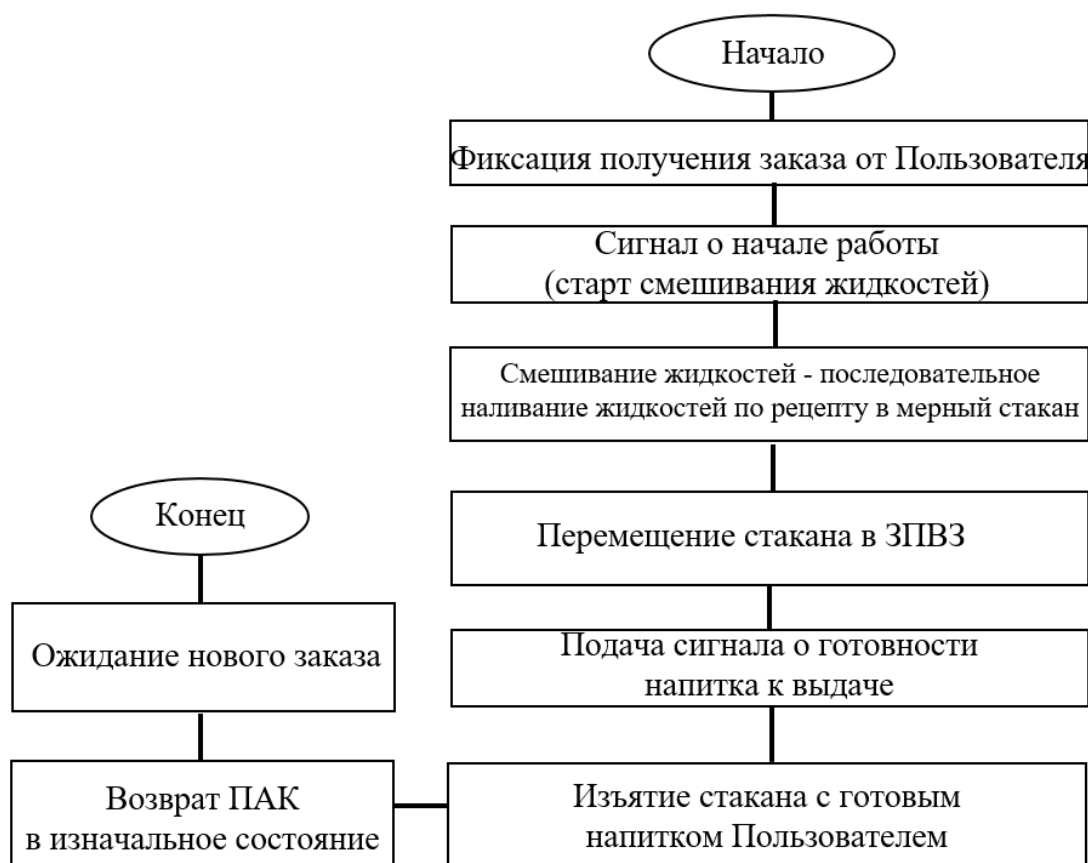 Начало
Фиксация получения заказа от Пользователя
Сигнал о начале работы
(старт смешивания жидкостей)
Смешивание жидкостей - последовательное
наливание жидкостей по рецепту в мерный стакан
Перемещение стакана в ЗПВЗ
Подача сигнала о готовности
напитка к выдаче
Изъятие стакана с готовым
напитком Пользователем
Возврат ПАК
в изначальное состояние
Ожидание нового заказа
Конец